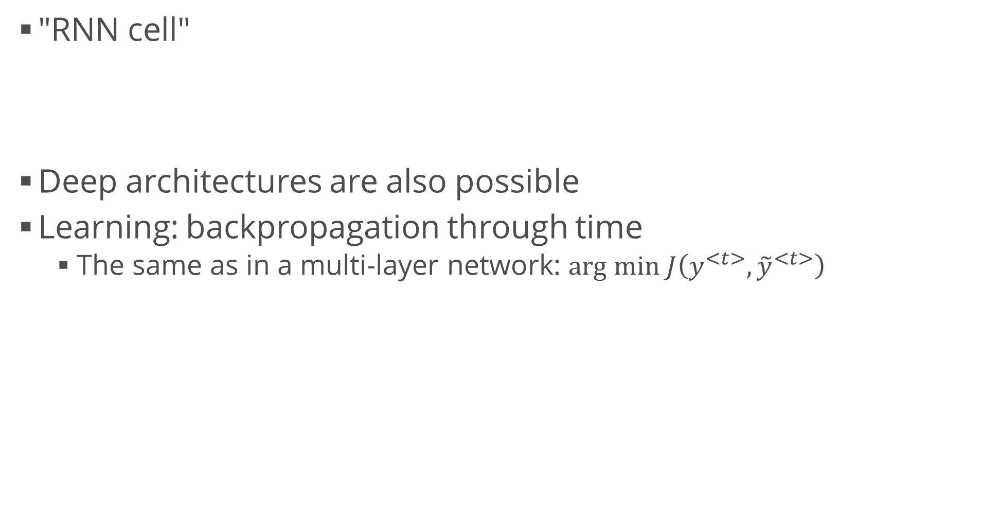 ▪ "RNN cell"
▪ Deep architectures are also possible
▪ Learning: backpropagation through time
▪ The same as in a multi-layer network: arg min J(y^{<t>}, ỹ^{<t>})